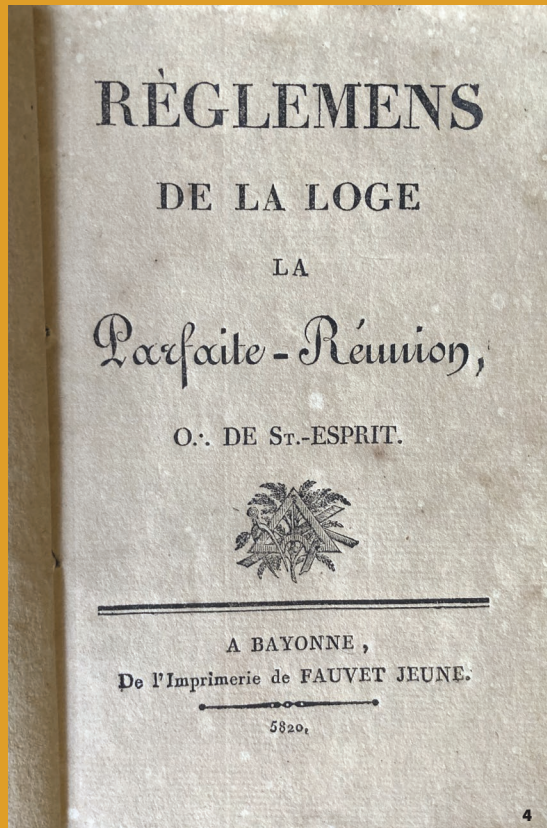 RÈGLEMENS
DE LA LOGE
LA
Parfaite-Réunion,
O.∴ DE ST.-ESPRIT.
A BAYONNE,
De l'Imprimerie de FAUVET JEUNE.
5820.
4